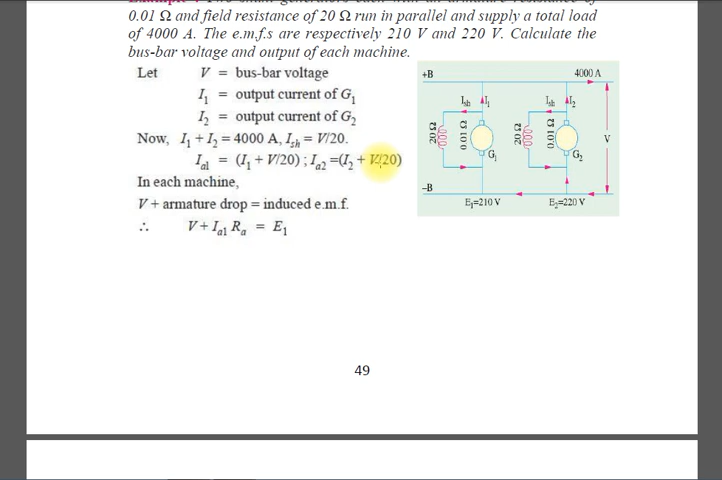 0.01 Ω and field resistance of 20 Ω run in parallel and supply a total load
of 4000 A. The e.m.f.s are respectively 210 V and 220 V. Calculate the
bus-bar voltage and output of each machine.
Let V = bus-bar voltage
I₁ = output current of G₁
I₂ = output current of G₂
Now, I₁ + I₂ = 4000 A, Iₛₕ = V/20.
Iₐ₁ = (I₁ + V/20) ; Iₐ₂ =(I₂ + V/20)
In each machine,
V + armature drop = induced e.m.f.
∴ V + Iₐ₁ Rₐ = E₁
+B 4000 A
Iₛₕ I₁ Iₛₕ I₂
20 Ω 0.01 Ω 20 Ω 0.01 Ω V
G₁ G₂
–B
E₁=210 V E₂=220 V
49